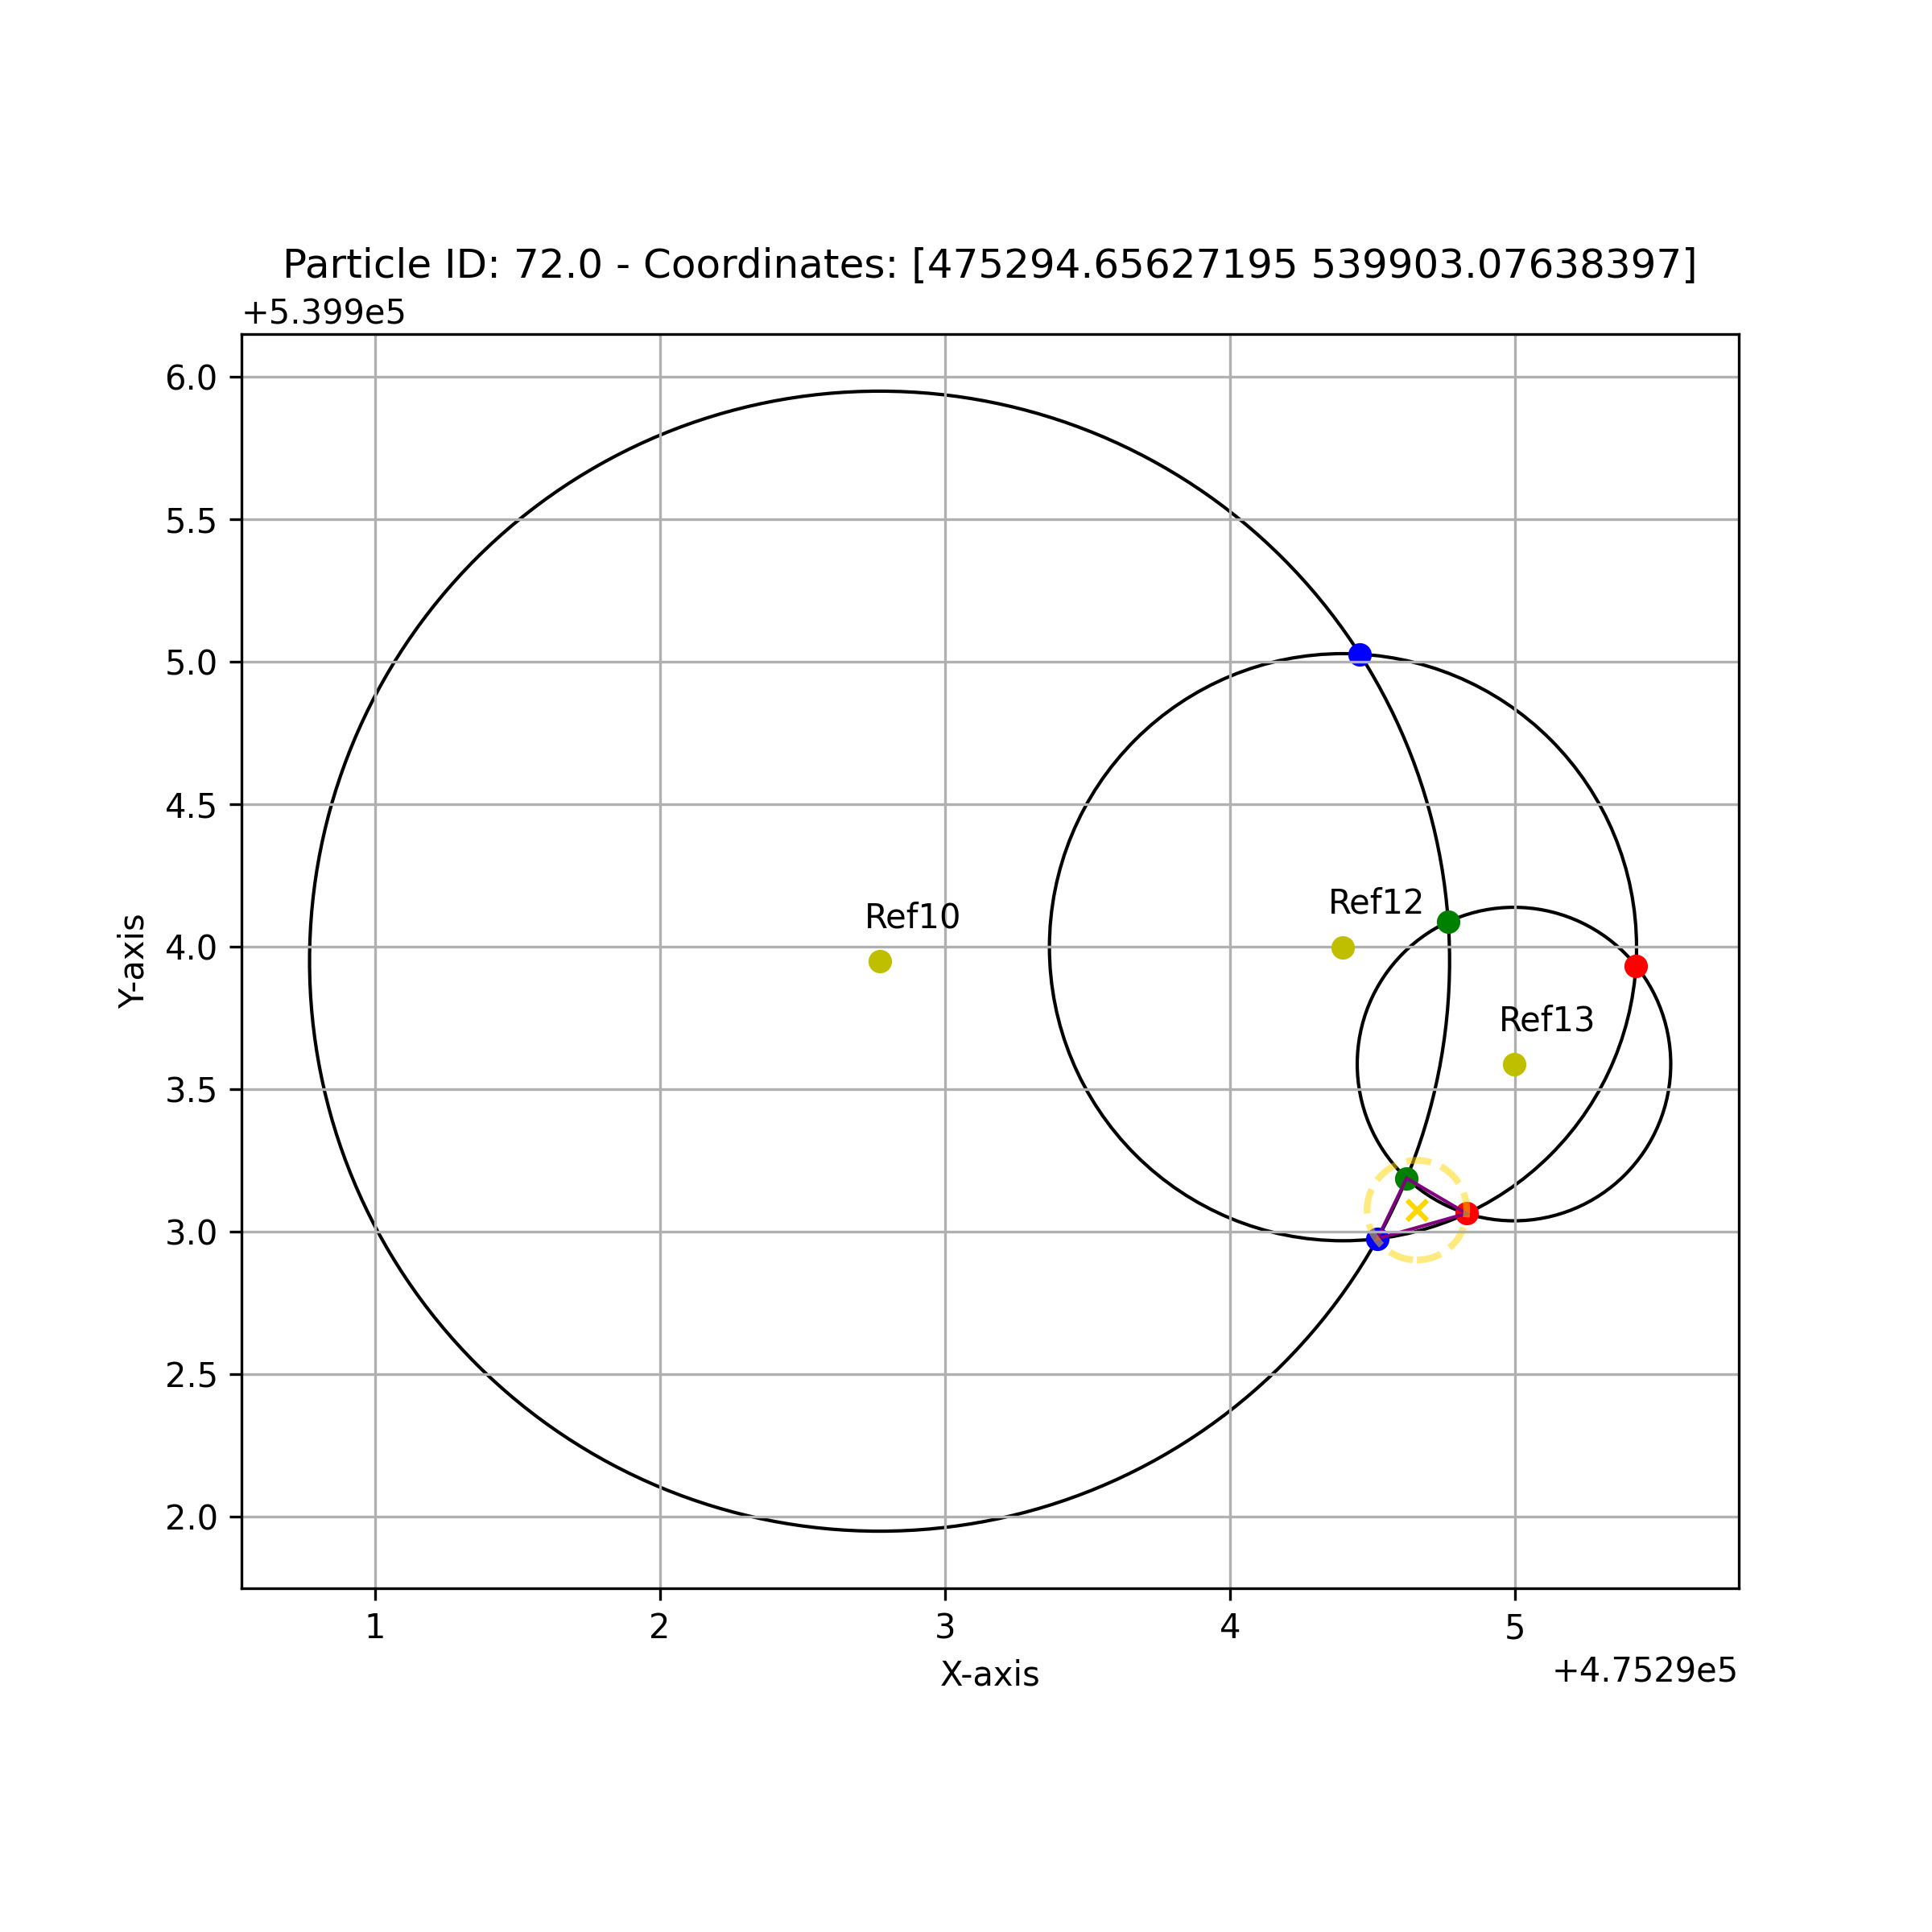 Particle ID: 72.0 - Coordinates: [475294.65627195 539903.07638397]
+5.399e5
6.0
5.5
5.0
4.5
4.0
3.5
3.0
2.5
2.0
Y-axis
Ref10
Ref12
Ref13
1 2 3 4 5
X-axis
+4.7529e5